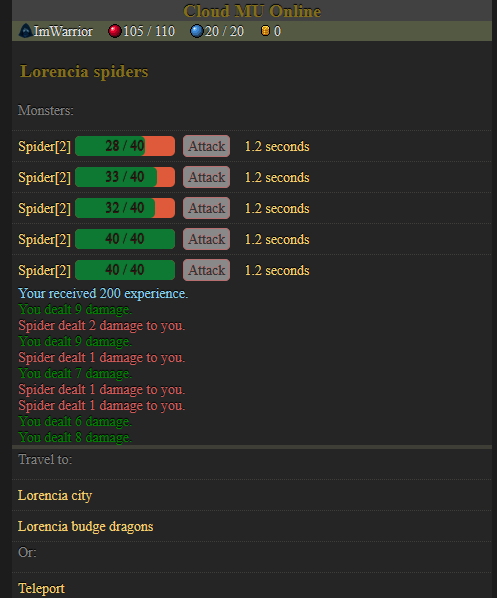 Cloud MU Online
ImWarrior 105 / 110 20 / 20 0
Lorencia spiders
Monsters:
Spider[2] 28 / 40 Attack 1.2 seconds
Spider[2] 33 / 40 Attack 1.2 seconds
Spider[2] 32 / 40 Attack 1.2 seconds
Spider[2] 40 / 40 Attack 1.2 seconds
Spider[2] 40 / 40 Attack 1.2 seconds
Your received 200 experience.
You dealt 9 damage.
Spider dealt 2 damage to you.
You dealt 9 damage.
Spider dealt 1 damage to you.
You dealt 7 damage.
Spider dealt 1 damage to you.
Spider dealt 1 damage to you.
You dealt 6 damage.
You dealt 8 damage.
Travel to:
Lorencia city
Lorencia budge dragons
Or:
Teleport